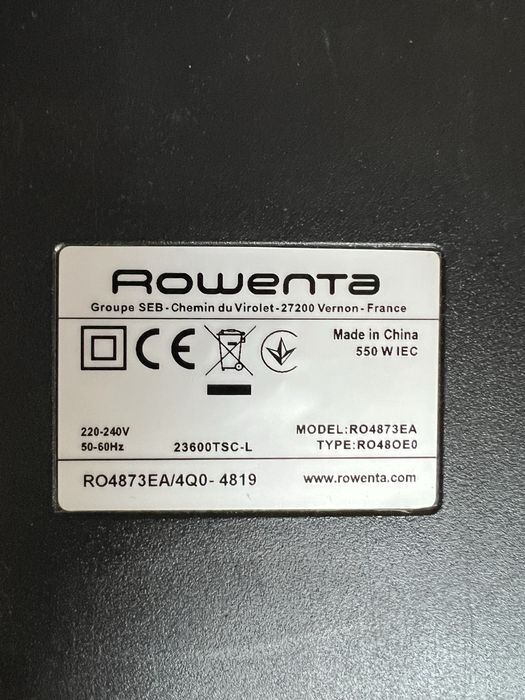 Rowenta
Groupe SEB - Chemin du Virolet - 27200 Vernon - France
CE
Made in China
550 W IEC
220-240V
50-60Hz
23600TSC-L
MODEL:RO4873EA
TYPE:RO48OE0
RO4873EA/4Q0- 4819
www.rowenta.com